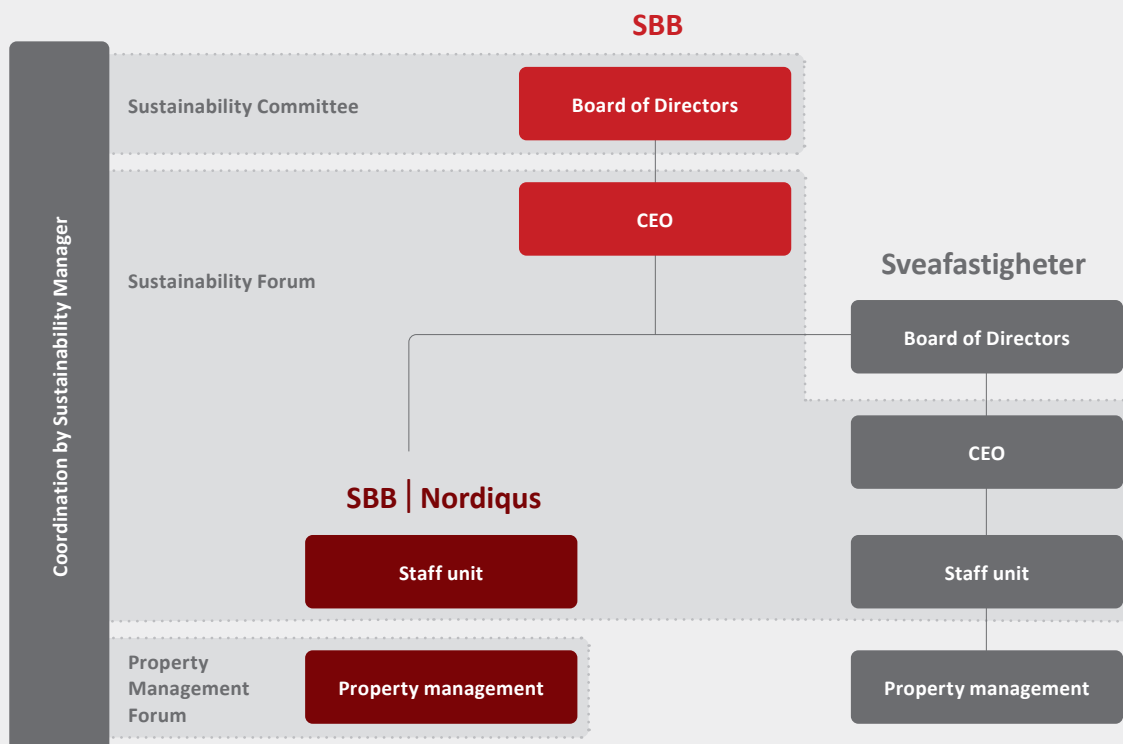 SBB
Sustainability Committee
Board of Directors
CEO
Sustainability Forum
Sveafastigheter
Board of Directors
CEO
SBB | Nordiqus
Staff unit
Staff unit
Property
Management
Forum
Property management
Property management
Coordination by Sustainability Manager